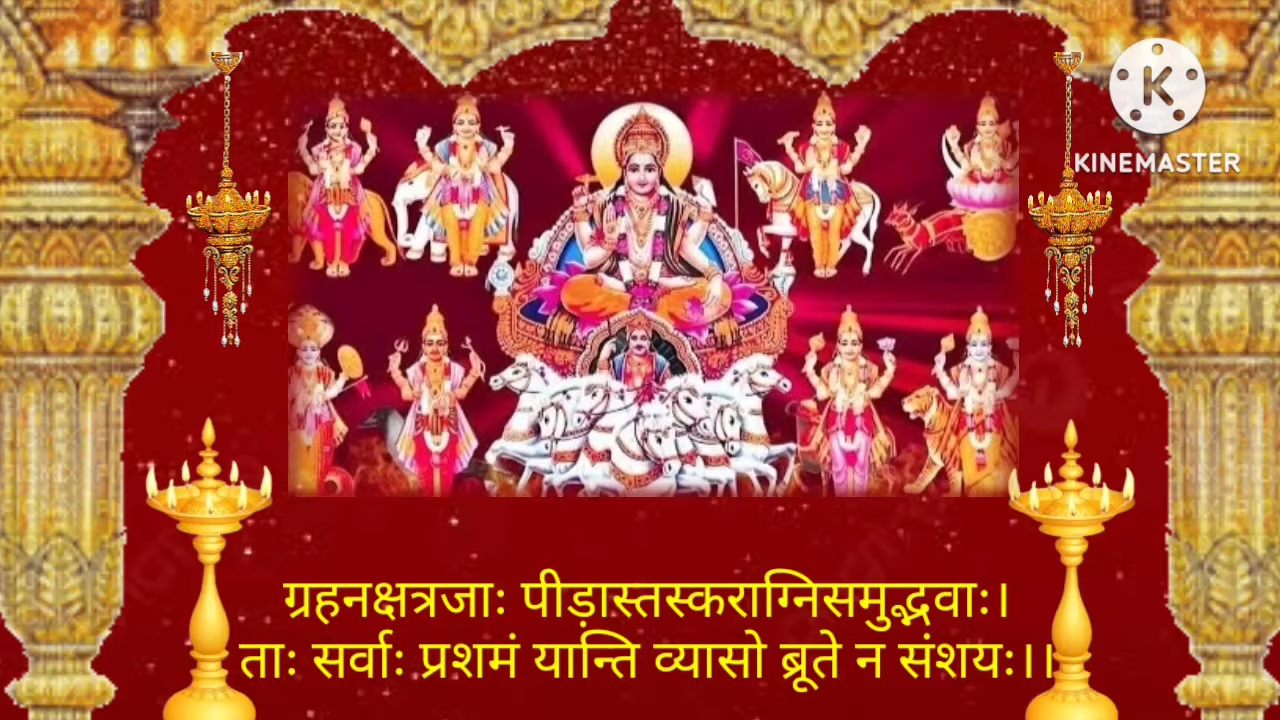 KINEMASTER
ग्रहनक्षत्रजाः पीड़ास्तस्कराग्निसमुद्भवाः।
ताः सर्वाः प्रशमं यान्ति व्यासो ब्रूते न संशयः।।